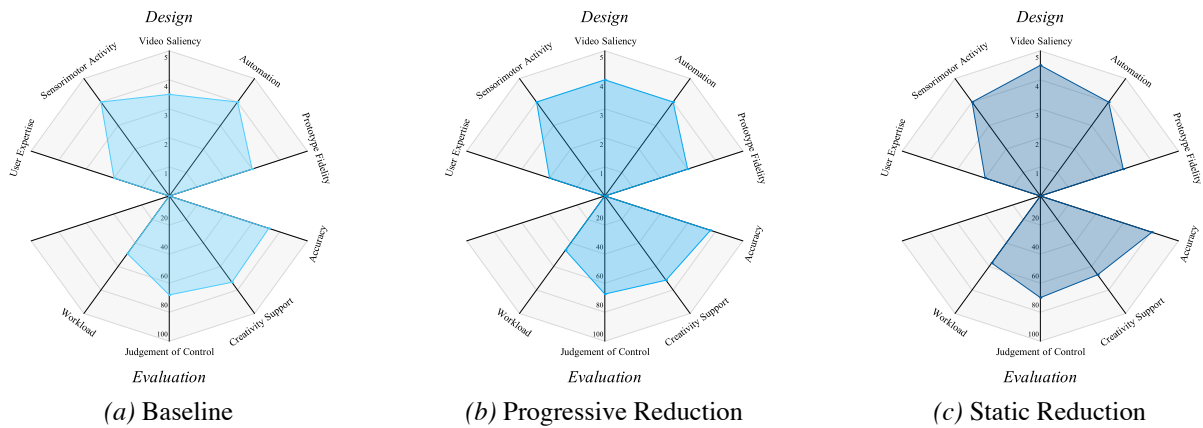 Design
Video Saliency
Sensorimotor Activity
Automation
User Expertise
Prototype Fidelity
5
4
3
2
1
20
40
60
80
100
Accuracy
Workload
Creativity Support
Judgement of Control
Evaluation
(a) Baseline
Design
Video Saliency
Sensorimotor Activity
Automation
User Expertise
Prototype Fidelity
5
4
3
2
1
20
40
60
80
100
Accuracy
Workload
Creativity Support
Judgement of Control
Evaluation
(b) Progressive Reduction
Design
Video Saliency
Sensorimotor Activity
Automation
User Expertise
Prototype Fidelity
5
4
3
2
1
20
40
60
80
100
Accuracy
Workload
Creativity Support
Judgement of Control
Evaluation
(c) Static Reduction